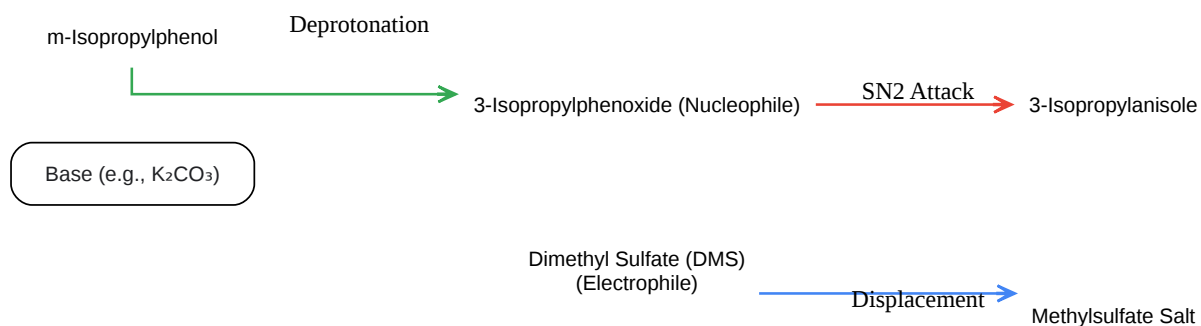 Deprotonation
m-Isopropylphenol
SN2 Attack
3-Isopropylphenoxide (Nucleophile)
3-Isopropylanisole
Base (e.g., K₂CO₃)
Dimethyl Sulfate (DMS)
(Electrophile)
Displacement
Methylsulfate Salt